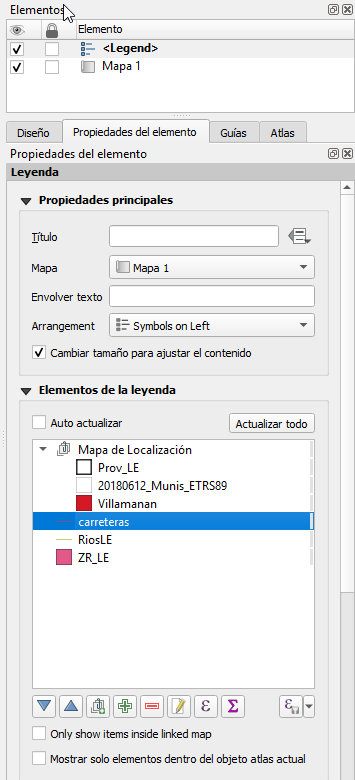 Elementos
Elemento
<Legend>
Mapa 1
Diseño
Propiedades del elemento
Guías
Atlas
Propiedades del elemento
Leyenda
Propiedades principales
Título
Mapa
Mapa 1
Envolver texto
Arrangement
Symbols on Left
Cambiar tamaño para ajustar el contenido
Elementos de la leyenda
Auto actualizar
Actualizar todo
Mapa de Localización
Prov_LE
20180612_Munis_ETRS89
Villamanan
carreteras
RiosLE
ZR_LE
ε
Σ
ε
Only show items inside linked map
Mostrar solo elementos dentro del objeto atlas actual